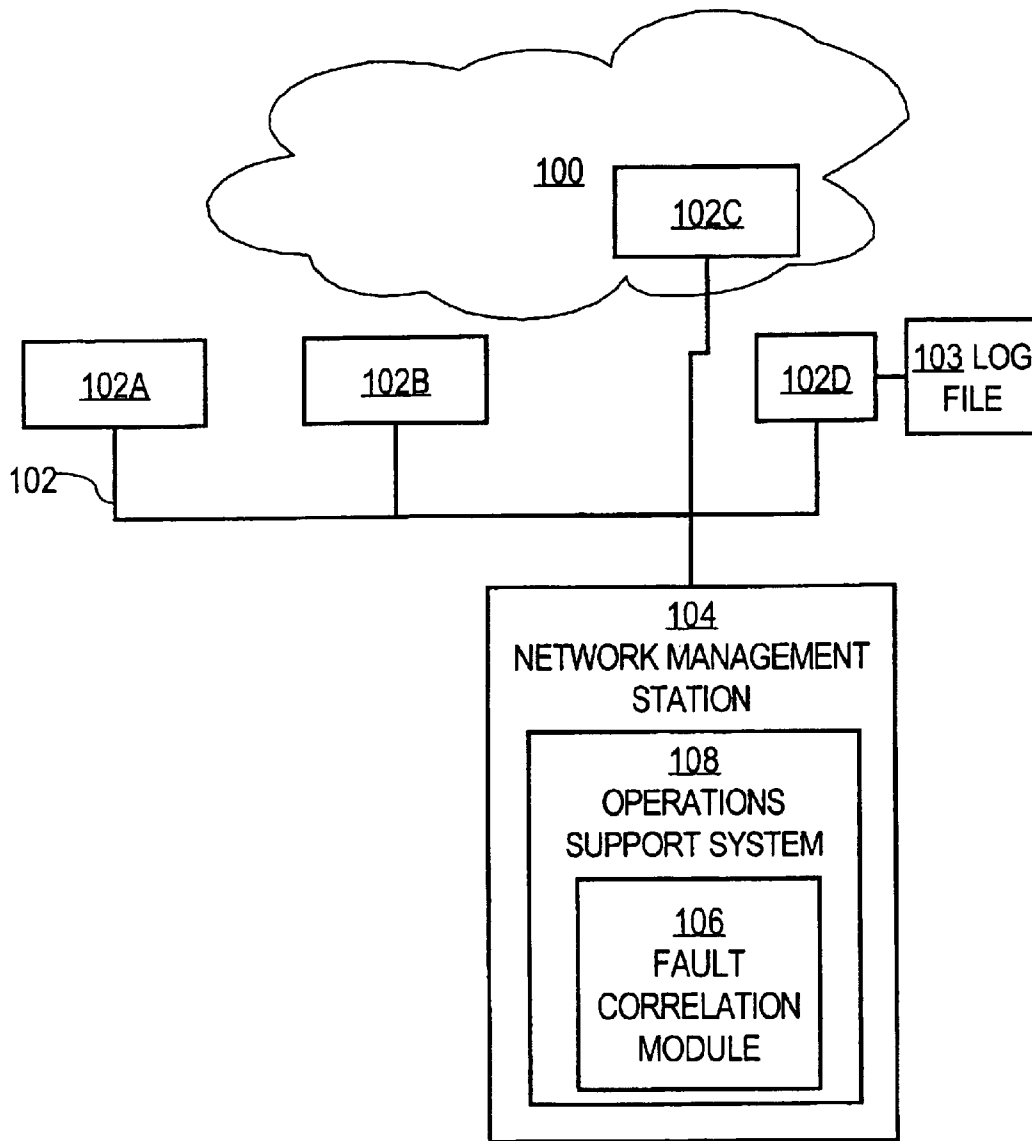 100
102C
102A
102B
102D
103 LOG
FILE
102
104
NETWORK MANAGEMENT
STATION
108
OPERATIONS
SUPPORT SYSTEM
106
FAULT
CORRELATION
MODULE